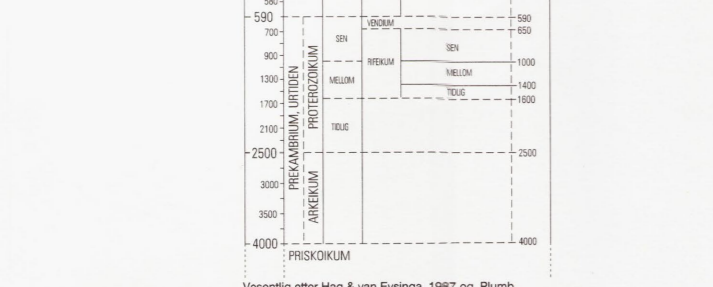 590
590
VENDIUM
650
700
SEN
SEN
900
RIFEIKUM
1000
MELLOM
1300
MELLOM
1400
TIDLIG
1600
1700
PREKAMBRIUM, URTIDEN
PROTEROZOIKUM
2100
TIDLIG
2500
2500
3000
ARKEIKUM
3500
4000
4000
PRISKOIKUM
Vesentlig etter Haq & van Eysinga, 1987 og Plumb